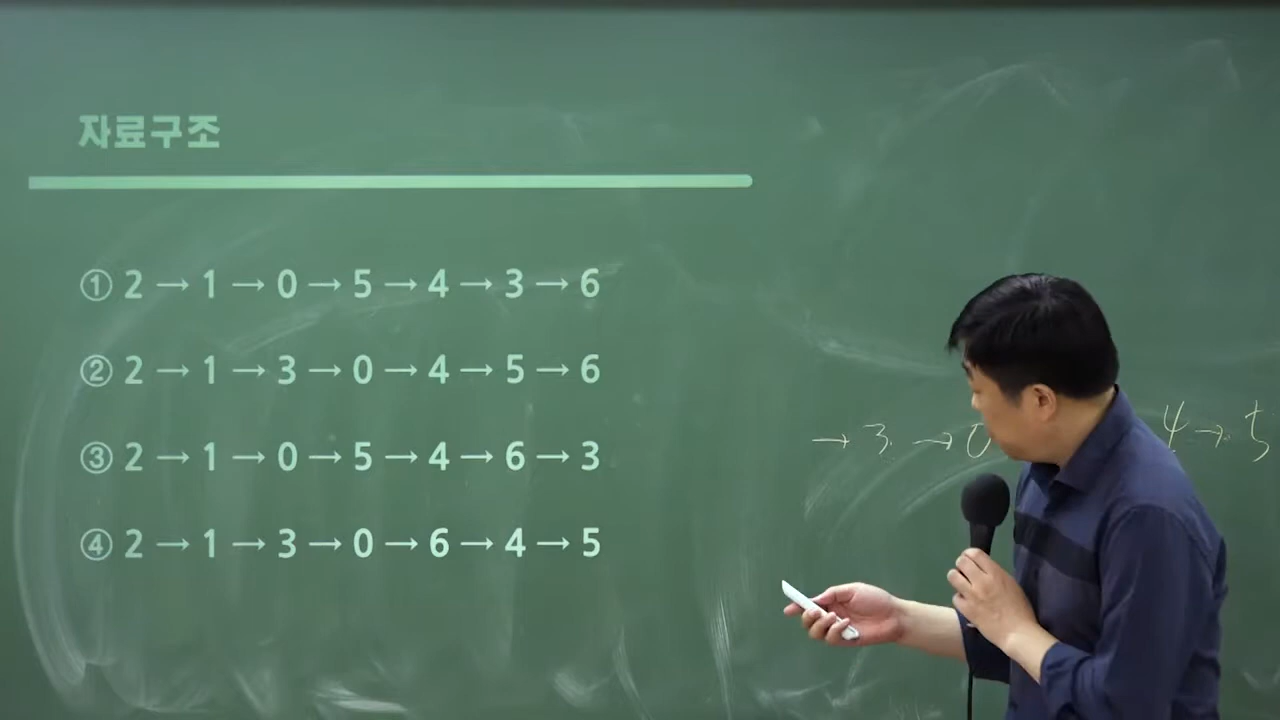 자료구조
① 2 → 1 → 0 → 5 → 4 → 3 → 6
② 2 → 1 → 3 → 0 → 4 → 5 → 6
③ 2 → 1 → 0 → 5 → 4 → 6 → 3
④ 2 → 1 → 3 → 0 → 6 → 4 → 5
→ 3 → 0 4 → 5